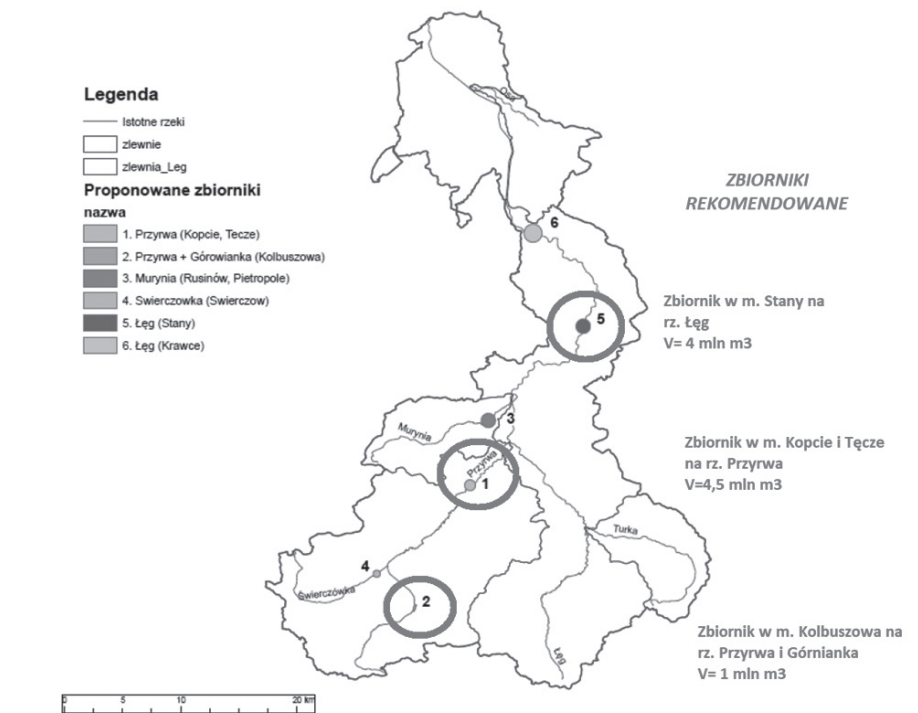 Legenda
Istotne rzeki
zlewnie
zlewnia_Leg
Proponowane zbiorniki
nazwa
1. Przyrwa (Kopcie, Tecze)
2. Przyrwa + Górowianka (Kolbuszowa)
3. Murynia (Rusinów, Pietropole)
4. Swierczowka (Swierczow)
5. Łęg (Stany)
6. Łęg (Krawce)
ZBIORNIKI
REKOMENDOWANE
Osa
6
5
Zbiornik w m. Stany na
rz. Łęg
V= 4 mln m3
3
Murynia
Przyrwa
1
Zbiornik w m. Kopcie i Tęcze
na rz. Przyrwa
V=4,5 mln m3
Turka
4
Świerczówka
2
Łęg
Zbiornik w m. Kolbuszowa na
rz. Przyrwa i Górnianka
V= 1 mln m3
0 5 10 20 km